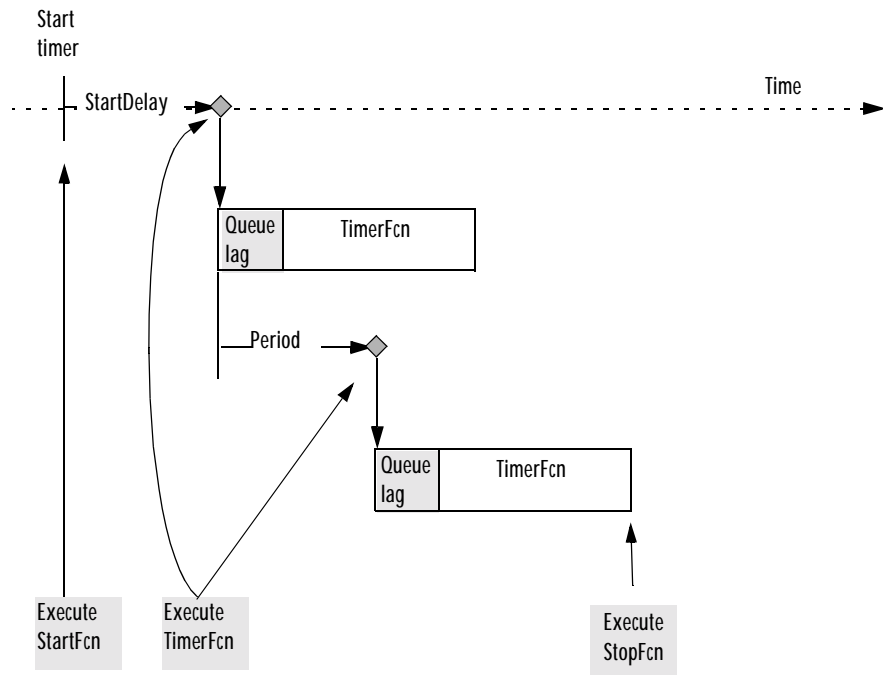 Start
timer
StartDelay
Time
Queue
lag
TimerFcn
Period
Queue
lag
TimerFcn
Execute
StartFcn
Execute
TimerFcn
Execute
StopFcn